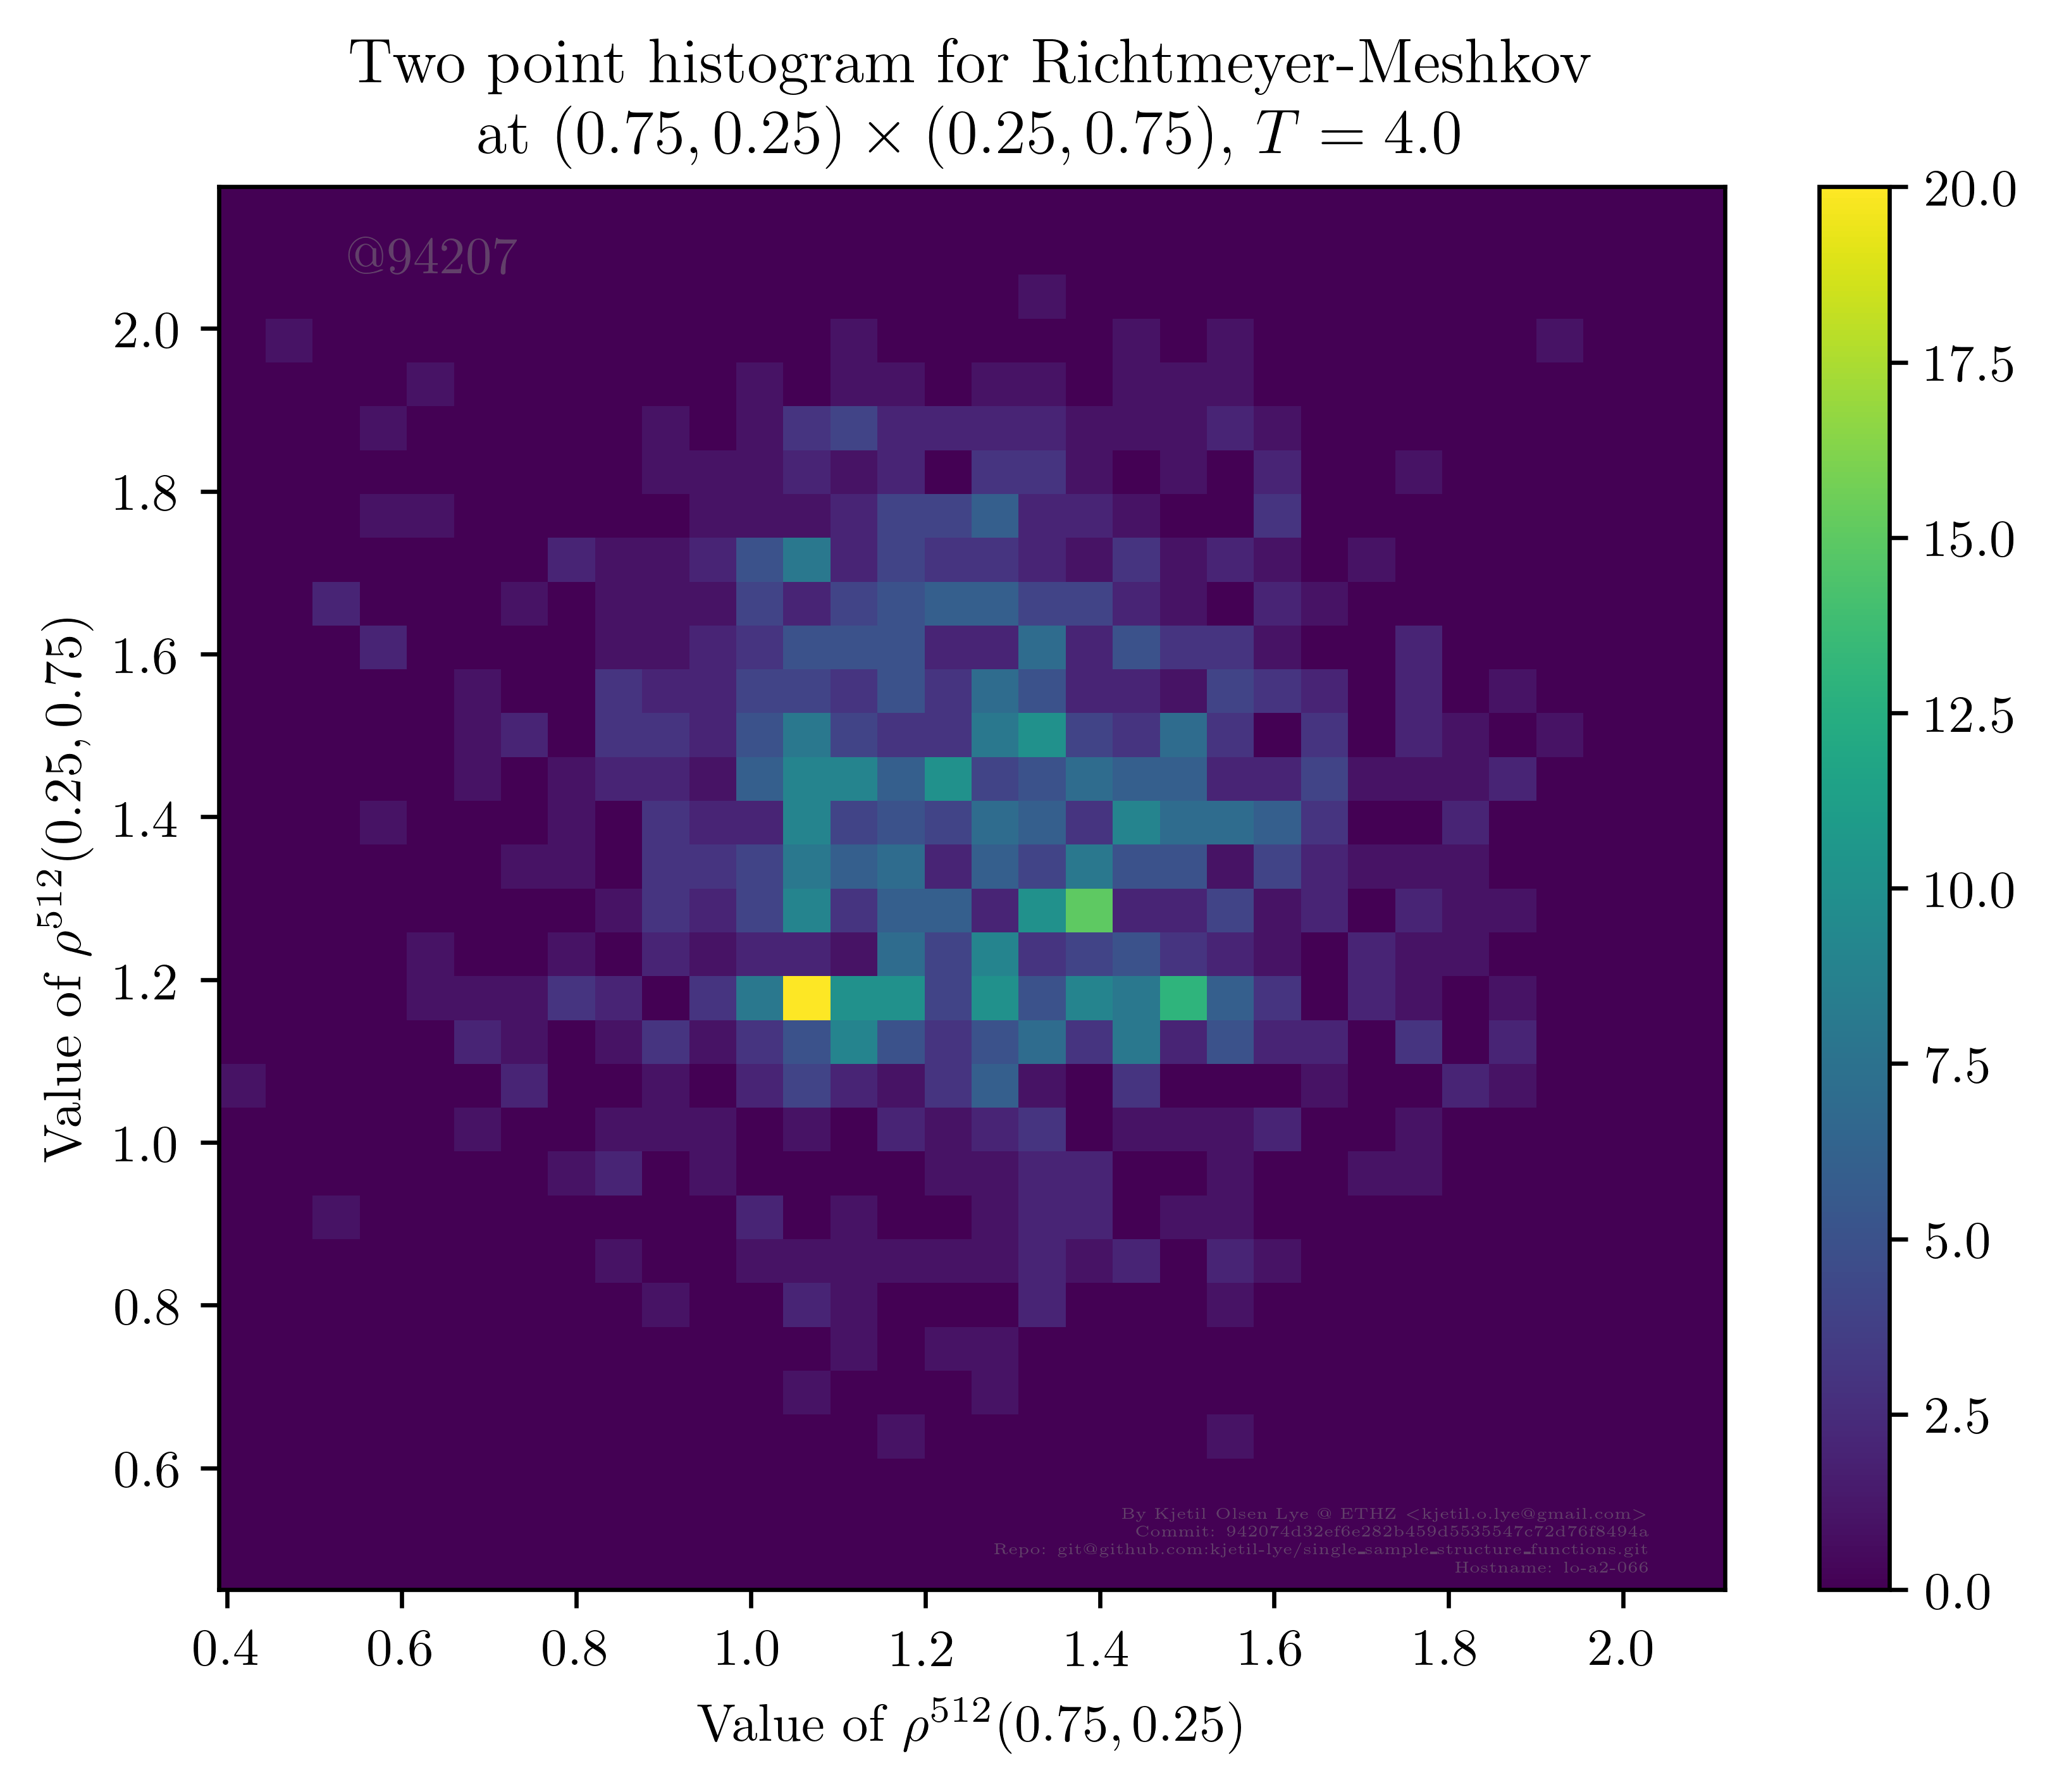 Two point histogram for Richtmeyer-Meshkov
at (0.75, 0.25) × (0.25, 0.75), T = 4.0
@94207
20.0
17.5
15.0
12.5
10.0
7.5
5.0
2.5
0.0
2.0
1.8
1.6
1.4
1.2
1.0
0.8
0.6
Value of ρ^512(0.25, 0.75)
By Kjetil Olsen Lye @ ETHZ <kjetil.o.lye@gmail.com>
Commit: 942074d32ef6e282b459d5535547c72d76f8494a
Repo: git@github.com:kjetil-lye/single_sample_structure_functions.git
Hostname: lo-a2-066
0.4 0.6 0.8 1.0 1.2 1.4 1.6 1.8 2.0
Value of ρ^512(0.75, 0.25)